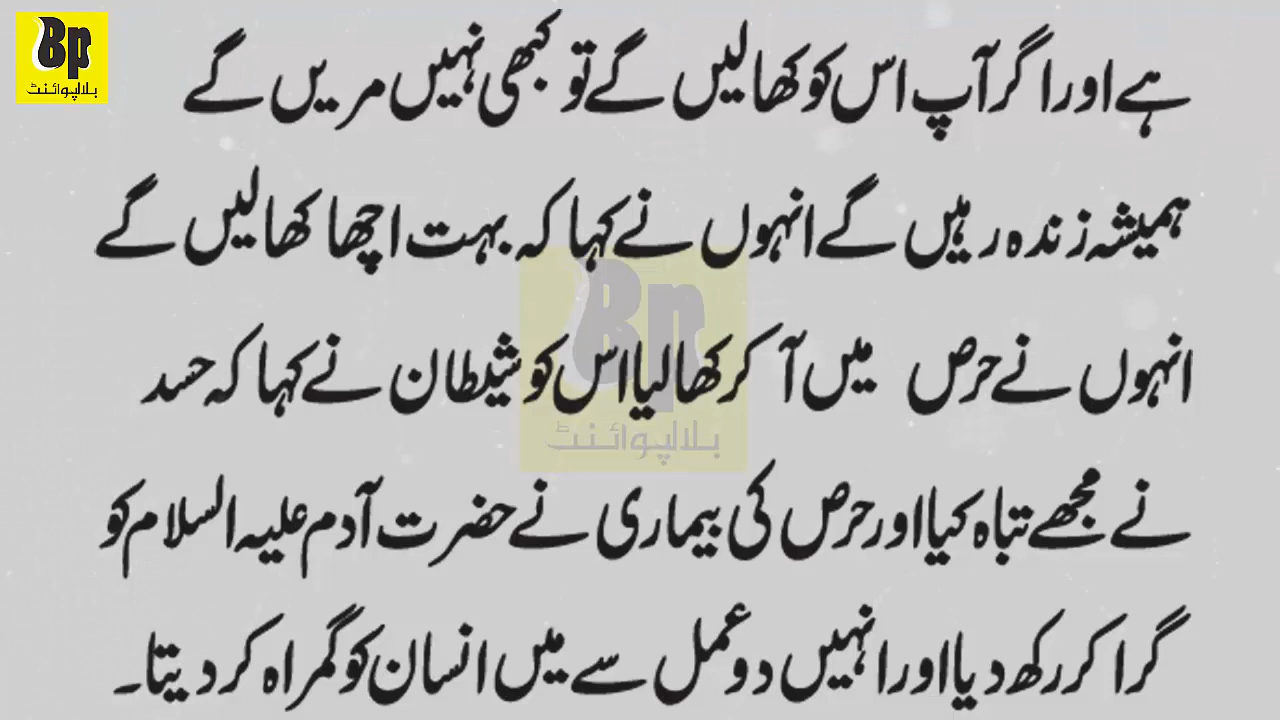 Bp
بلالپوائنٹ
ہے اور اگر آپ اس کو کھا لیں گے تو کبھی نہیں مریں گے
ہمیشہ زندہ رہیں گے انہوں نے کہا کہ بہت اچھا کھا لیں گے
انہوں نے حرص میں آ کر کھا لیا اس کو شیطان نے کہا کہ حسد
نے مجھے تباہ کیا اور حرص کی بیماری نے حضرت آدم علیہ السلام کو
گرا کر رکھ دیا اور انہیں دو عمل سے میں انسان کو گمراہ کر دیتا۔
Bp
بلالپوائنٹ